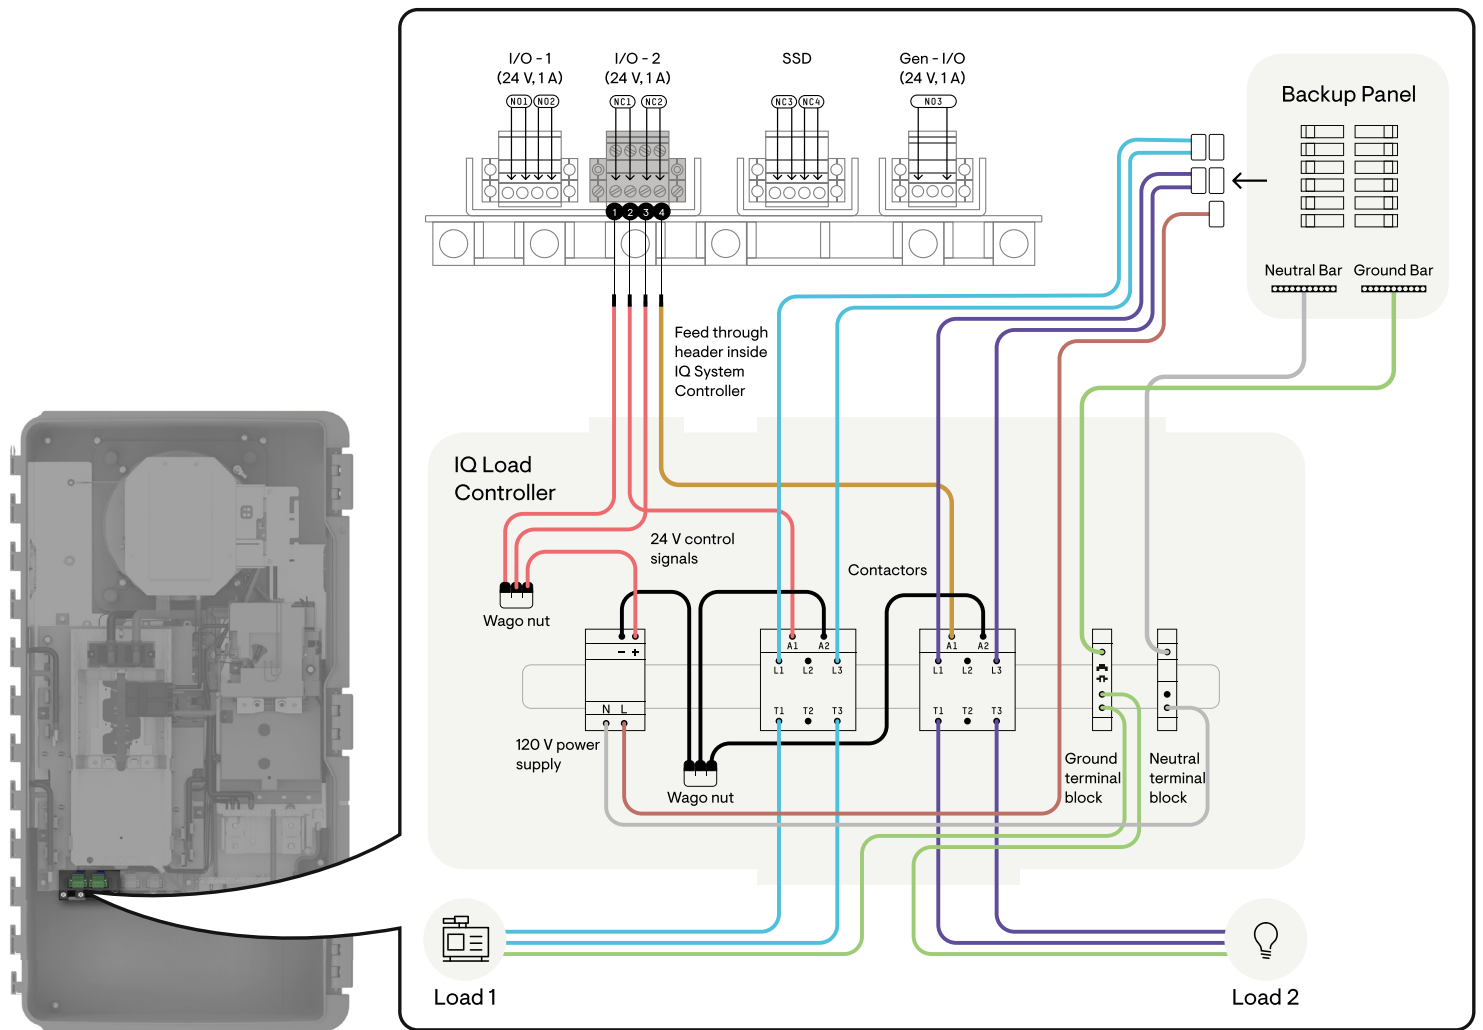 I/O - 1
(24 V, 1 A)
NO1 NO2
I/O - 2
(24 V, 1 A)
NC1 NC2
SSD
NC3 NC4
Gen - I/O
(24 V, 1 A)
NO3
1 2 3 4
Backup Panel
Neutral Bar
Ground Bar
Feed through
header inside
IQ System
Controller
IQ Load
Controller
24 V control
signals
Contactors
Wago nut
- +
N L
120 V power
supply
A1 A2
L1 L2 L3
T1 T2 T3
A1 A2
L1 L2 L3
T1 T2 T3
Wago nut
Ground
terminal
block
Neutral
terminal
block
Load 1
Load 2